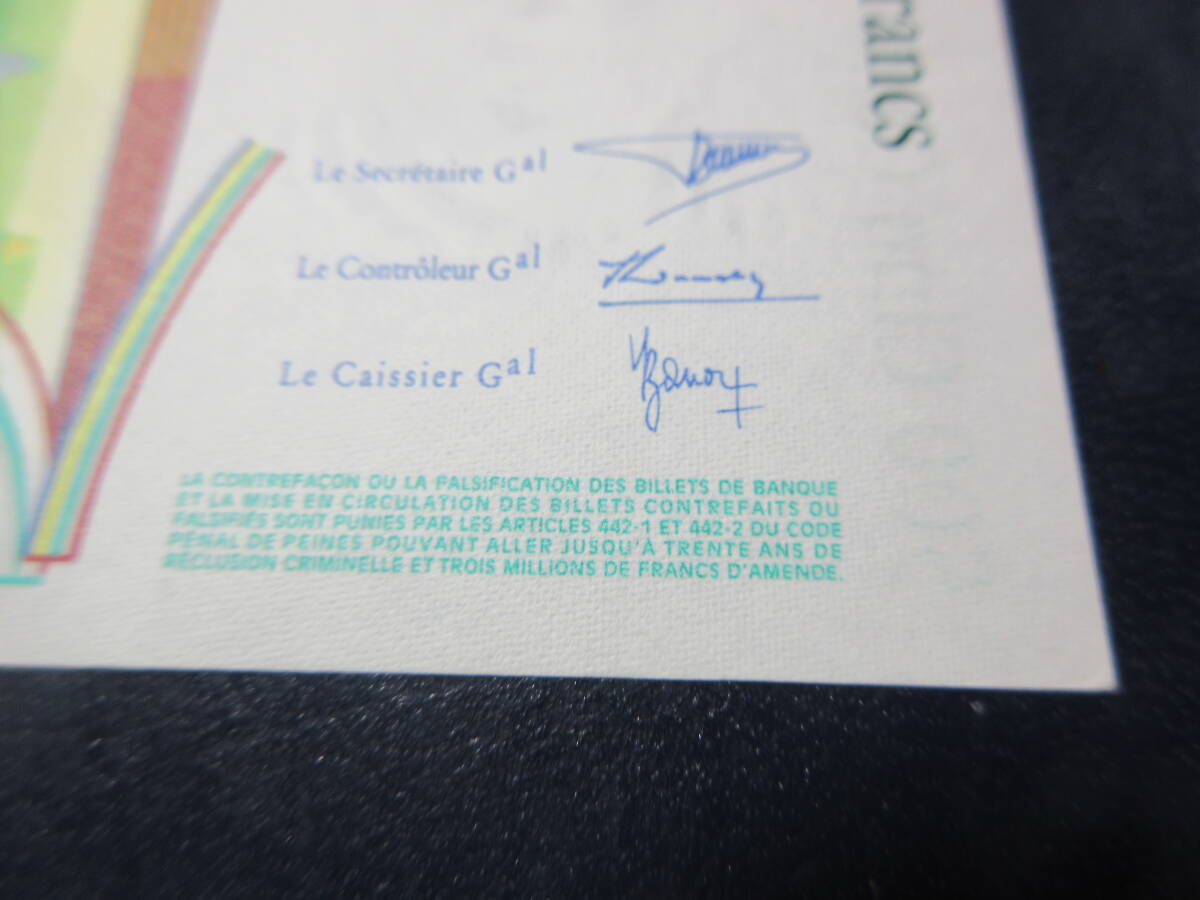 rancs
Le Secrétaire Gal
Le Contrôleur Gal
Le Caissier Gal
LA CONTREFAÇON OU LA FALSIFICATION DES BILLETS DE BANQUE
ET LA MISE EN CIRCULATION DES BILLETS CONTREFAITS OU
FALSIFIÉS SONT PUNIES PAR LES ARTICLES 442-1 ET 442-2 DU CODE
PÉNAL DE PEINES POUVANT ALLER JUSQU'À TRENTE ANS DE
RÉCLUSION CRIMINELLE ET TROIS MILLIONS DE FRANCS D'AMENDE.